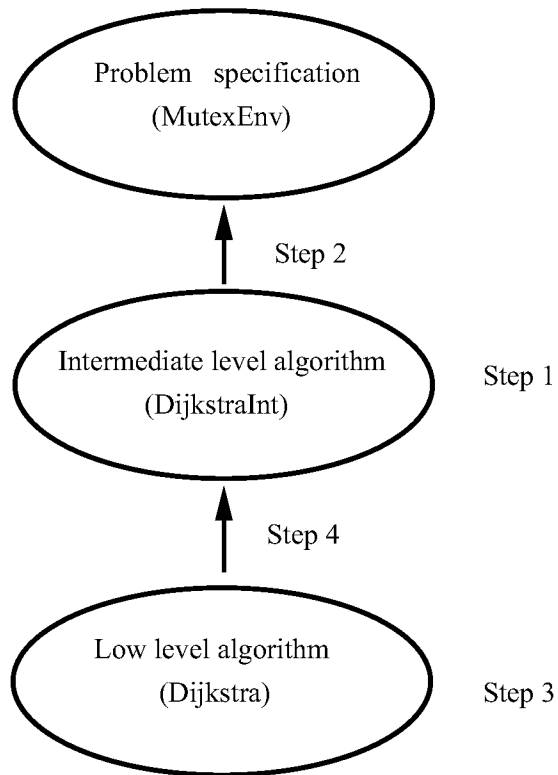 Problem specification
(MutexEnv)
Step 2
Intermediate level algorithm
(DijkstraInt)
Step 1
Step 4
Low level algorithm
(Dijkstra)
Step 3